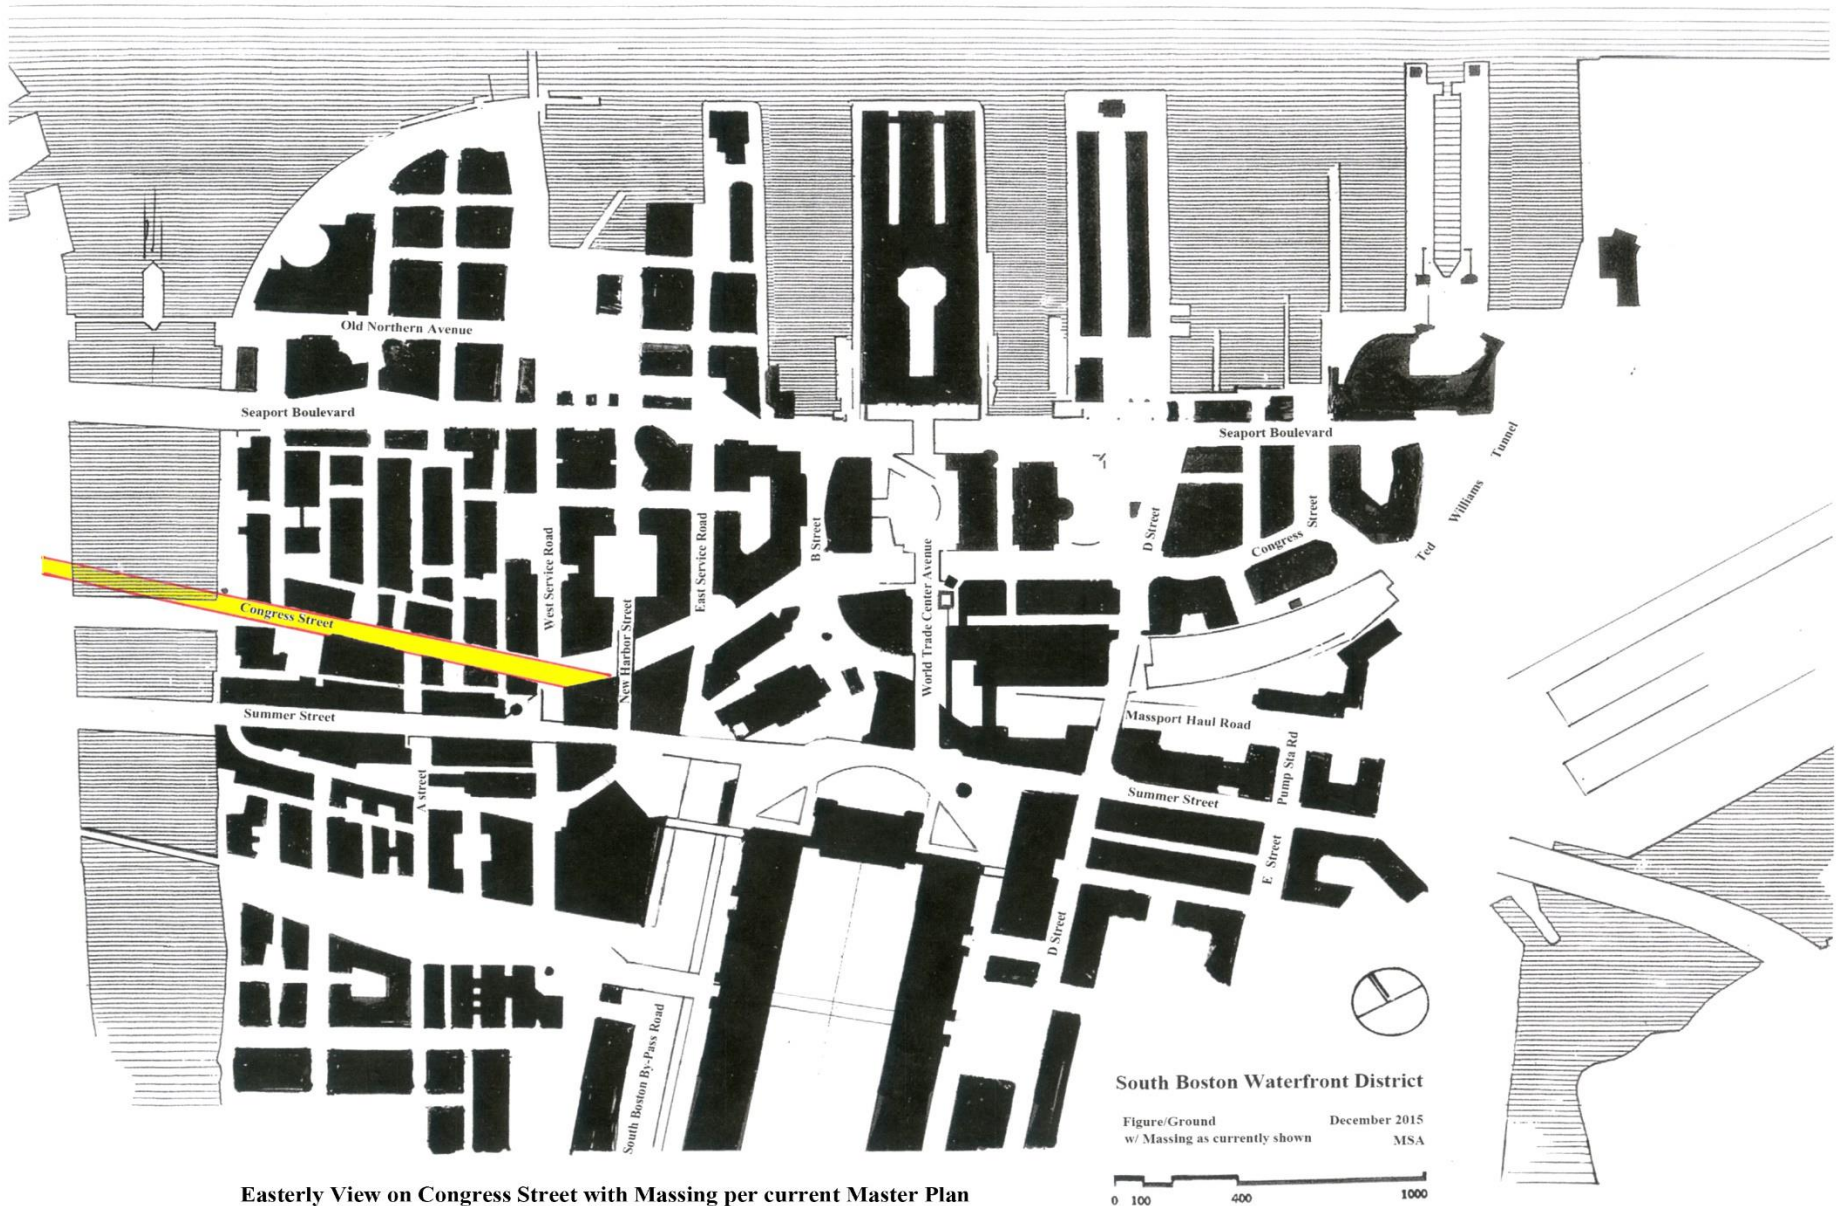 Old Northern Avenue
Seaport Boulevard
Seaport Boulevard
Ted Williams Tunnel
West Service Road
East Service Road
B Street
World Trade Center Avenue
D Street
Congress Street
Congress Street
New Harbor Street
Summer Street
Massport Haul Road
Pump Sta Rd
A street
Summer Street
E Street
D Street
South Boston By-Pass Road
South Boston Waterfront District
Figure/Ground December 2015
w/ Massing as currently shown MSA
0 100 400 1000
Easterly View on Congress Street with Massing per current Master Plan